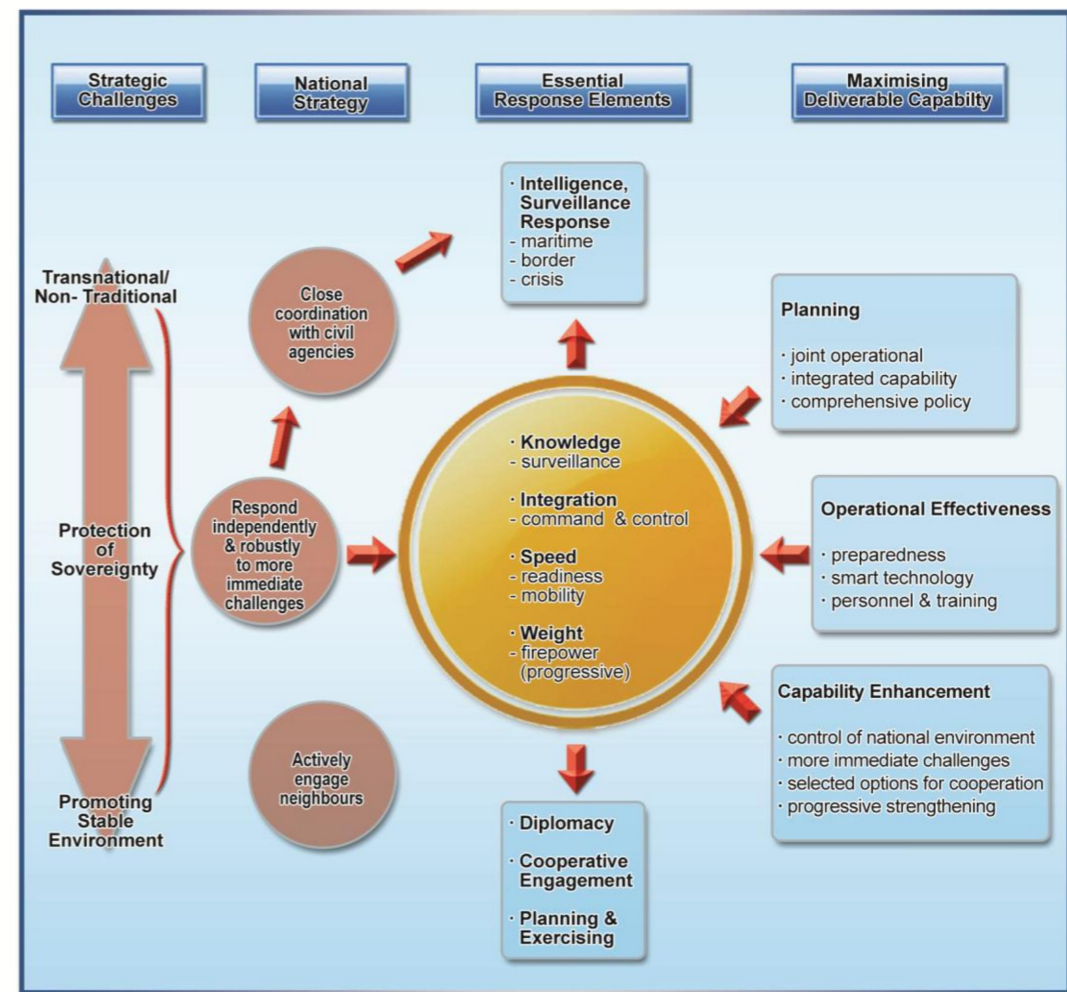 Strategic
Challenges
National
Strategy
Essential
Response Elements
Maximising
Deliverable Capabilty
Transnational/
Non- Traditional
Protection
of
Sovereignty
Promoting
Stable
Environment
Close
coordination
with civil
agencies
Respond
independently
& robustly
to more
immediate
challenges
Actively
engage
neighbours
· Intelligence,
Surveillance
Response
- maritime
- border
- crisis
· Knowledge
- surveillance
· Integration
- command & control
· Speed
- readiness
- mobility
· Weight
- firepower
(progressive)
· Diplomacy
· Cooperative
Engagement
· Planning &
Exercising
Planning
· joint operational
· integrated capability
· comprehensive policy
Operational Effectiveness
· preparedness
· smart technology
· personnel & training
Capability Enhancement
· control of national environment
· more immediate challenges
· selected options for cooperation
· progressive strengthening